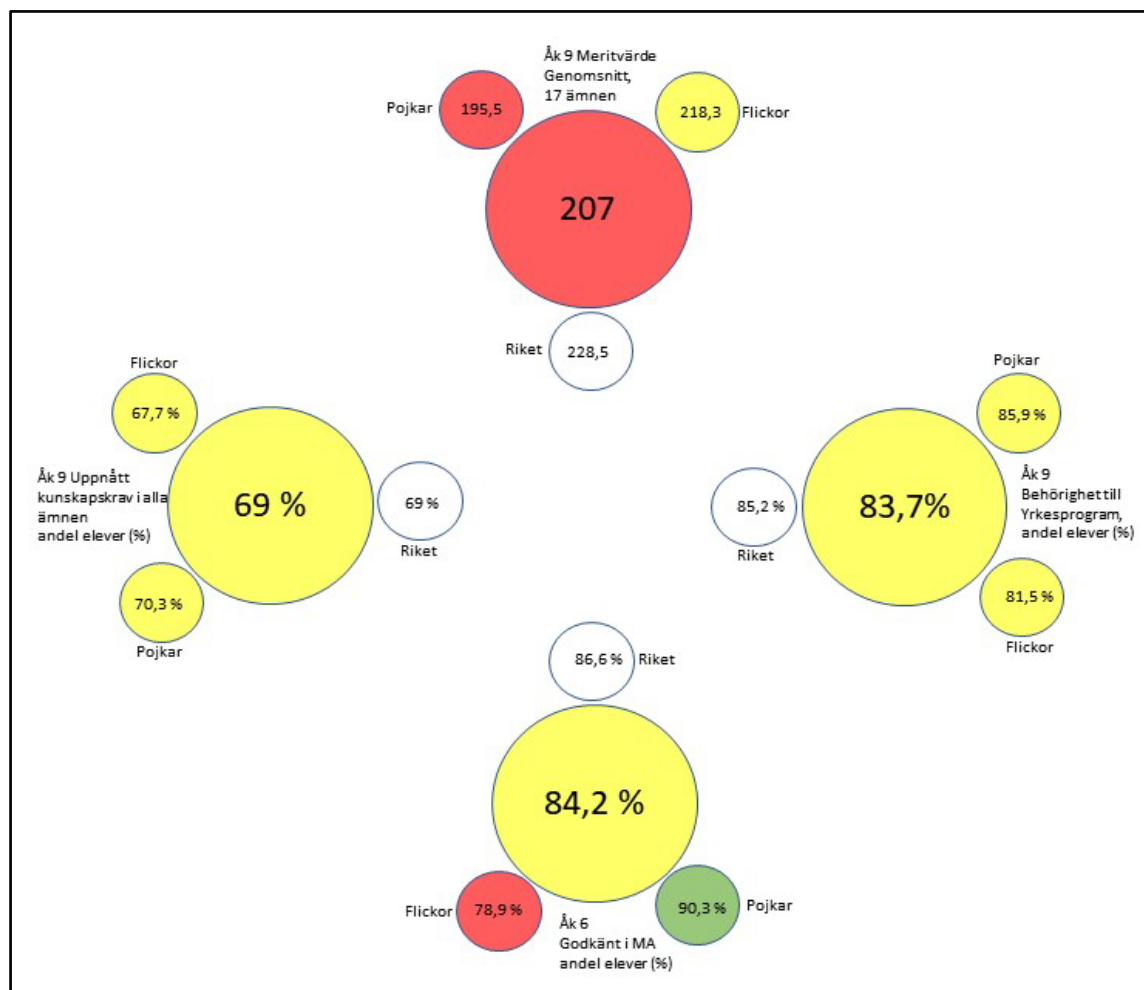 Åk 9 Meritvärde
Genomsnitt,
17 ämnen
Pojkar
195,5
218,3
Flickor
207
Riket
228,5
Flickor
67,7 %
Åk 9 Uppnått
kunskapskrav i alla
ämnen
andel elever (%)
69 %
69 %
Riket
70,3 %
Pojkar
Pojkar
85,9 %
85,2 %
Riket
83,7%
Åk 9
Behörighet till
Yrkesprogram,
andel elever (%)
81,5 %
Flickor
86,6 %
Riket
84,2 %
Flickor
78,9 %
90,3 %
Pojkar
Åk 6
Godkänt i MA
andel elever (%)